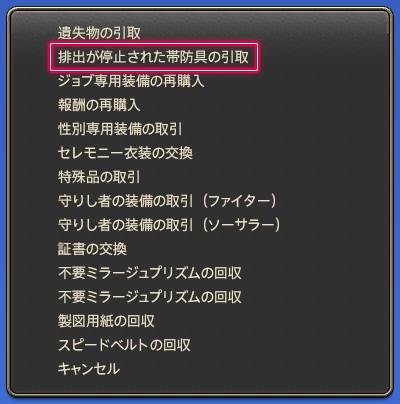 遺失物の引取
排出が停止された帯防具の引取
ジョブ専用装備の再購入
報酬の再購入
性別専用装備の取引
セレモニー衣装の交換
特殊品の取引
守りし者の装備の取引（ファイター）
守りし者の装備の取引（ソーサラー）
証書の交換
不要ミラージュプリズムの回収
不要ミラージュプリズムの回収
製図用紙の回収
スピードベルトの回収
キャンセル